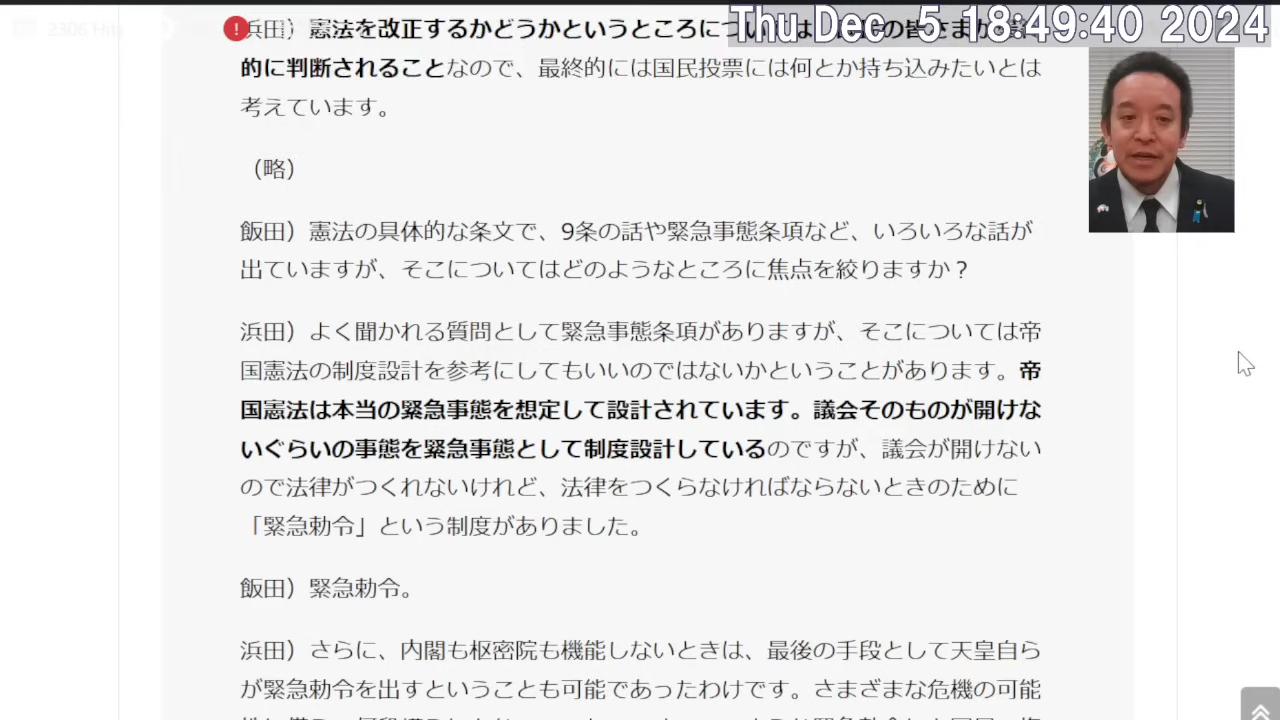 2306 Hits
Thu Dec 5 18:49:40 2024
浜田）憲法を改正するかどうかというところについ は の皆さまが
的に判断されることなので、最終的には国民投票には何とか持ち込みたいとは
考えています。
（略）
飯田）憲法の具体的な条文で、9条の話や緊急事態条項など、いろいろな話が
出ていますが、そこについてはどのようなところに焦点を絞りますか？
浜田）よく聞かれる質問として緊急事態条項がありますが、そこについては帝
国憲法の制度設計を参考にしてもいいのではないかということがあります。帝
国憲法は本当の緊急事態を想定して設計されています。議会そのものが開けな
いぐらいの事態を緊急事態として制度設計しているのですが、議会が開けない
ので法律がつくれないけれど、法律をつくらなければならないときのために
「緊急勅令」という制度がありました。
飯田）緊急勅令。
浜田）さらに、内閣も枢密院も機能しないときは、最後の手段として天皇自ら
が緊急勅令を出すということも可能であったわけです。さまざまな危機の可能